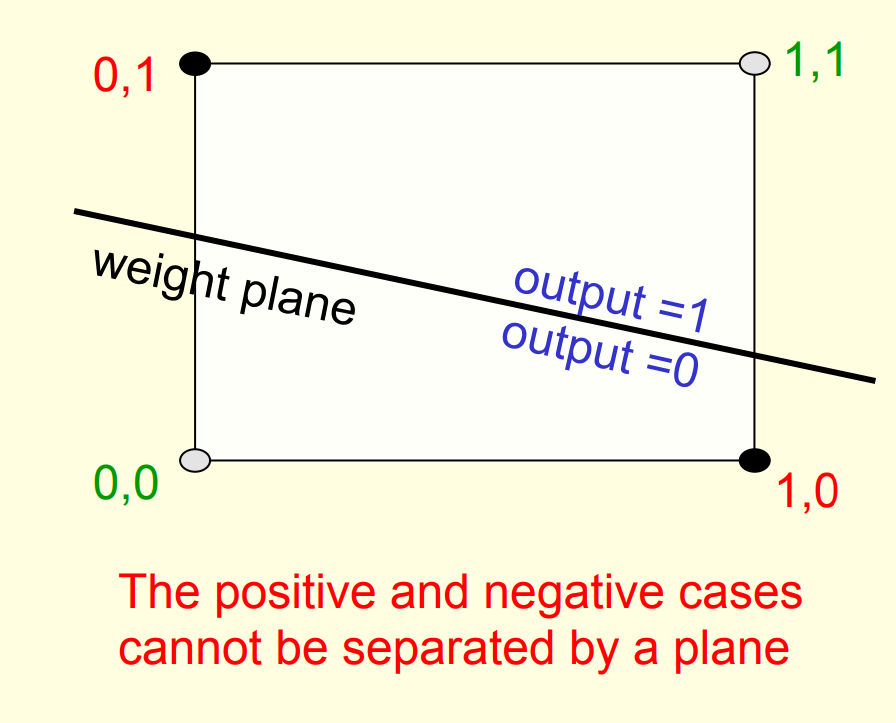 0,1
1,1
weight plane
output =1
output =0
0,0
1,0
The positive and negative cases
cannot be separated by a plane